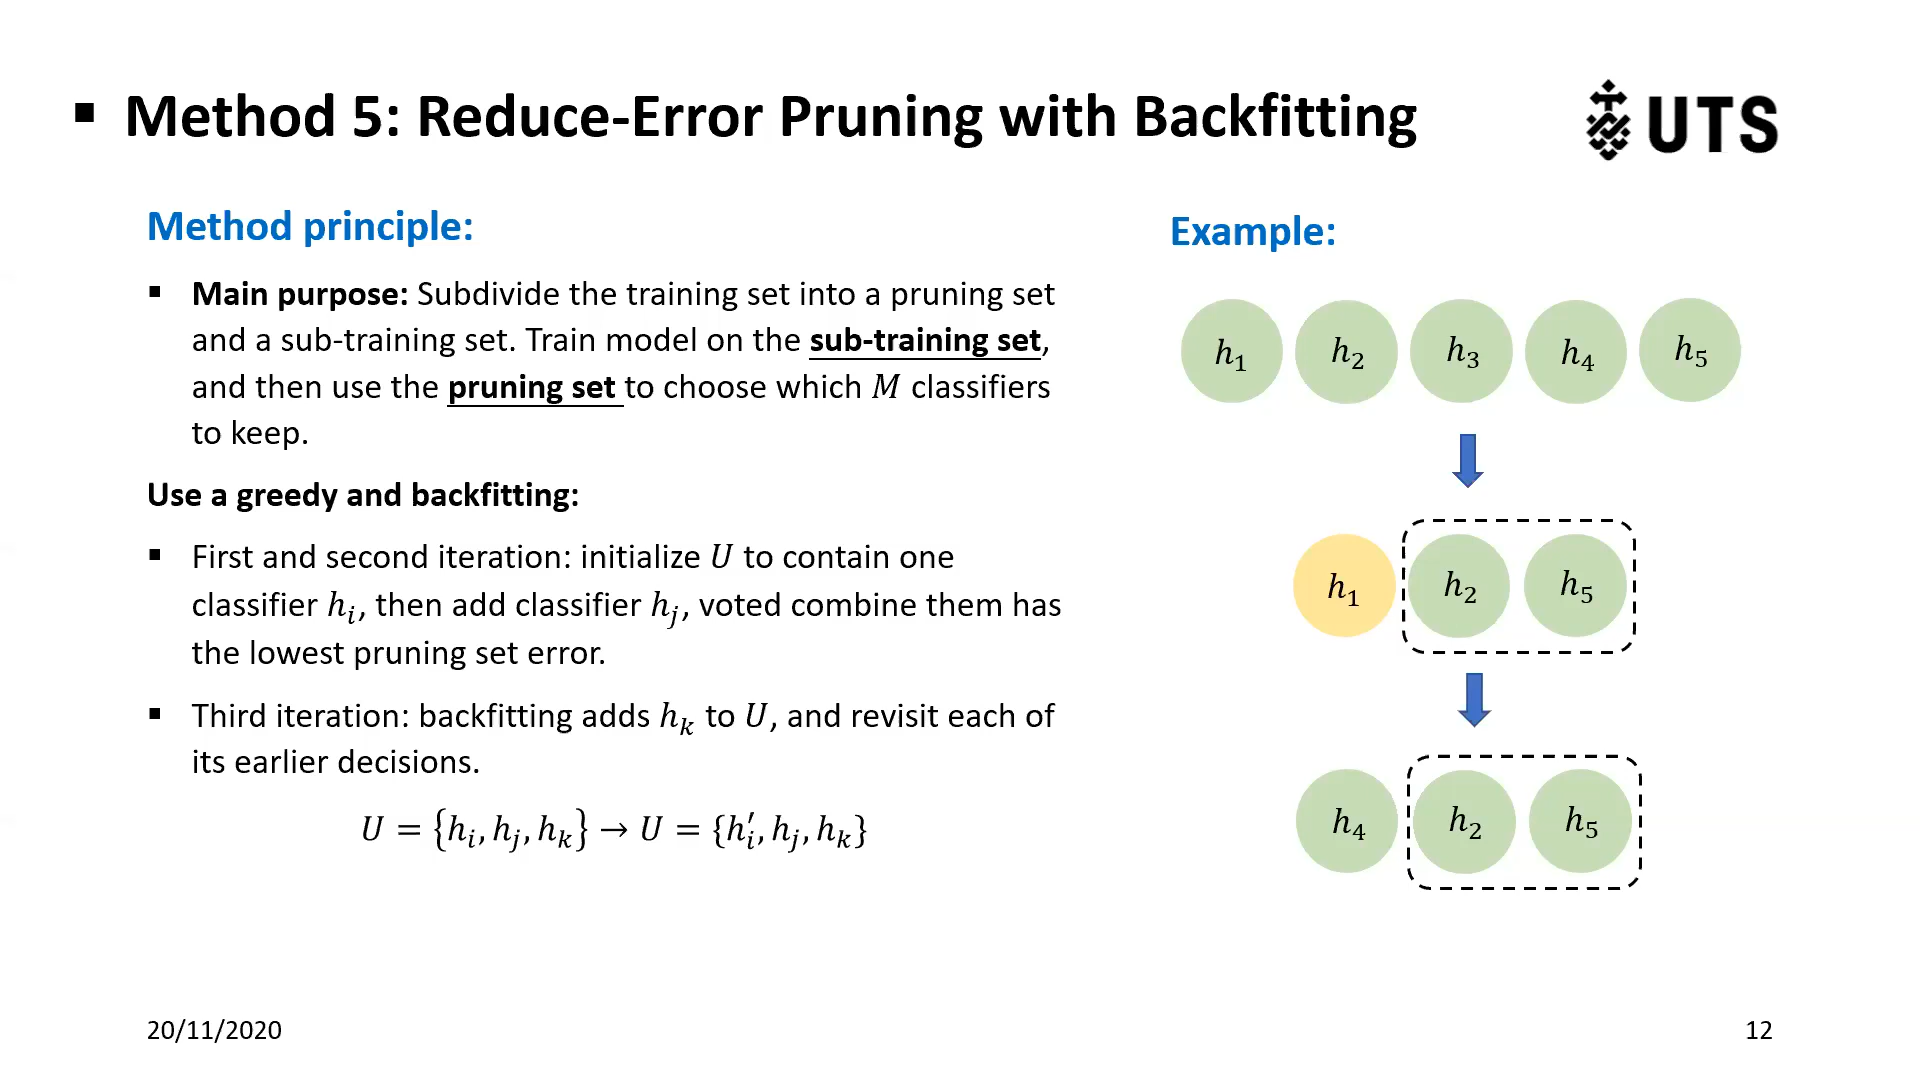 ▪ Method 5: Reduce-Error Pruning with Backfitting
UTS
Method principle:
▪ Main purpose: Subdivide the training set into a pruning set
and a sub-training set. Train model on the sub-training set,
and then use the pruning set to choose which M classifiers
to keep.
Use a greedy and backfitting:
▪ First and second iteration: initialize U to contain one
classifier hᵢ, then add classifier hⱼ, voted combine them has
the lowest pruning set error.
▪ Third iteration: backfitting adds hₖ to U, and revisit each of
its earlier decisions.
U = {hᵢ, hⱼ, hₖ} → U = {hᵢ′, hⱼ, hₖ}
Example:
h₁ h₂ h₃ h₄ h₅
h₁ h₂ h₅
h₄ h₂ h₅
20/11/2020
12